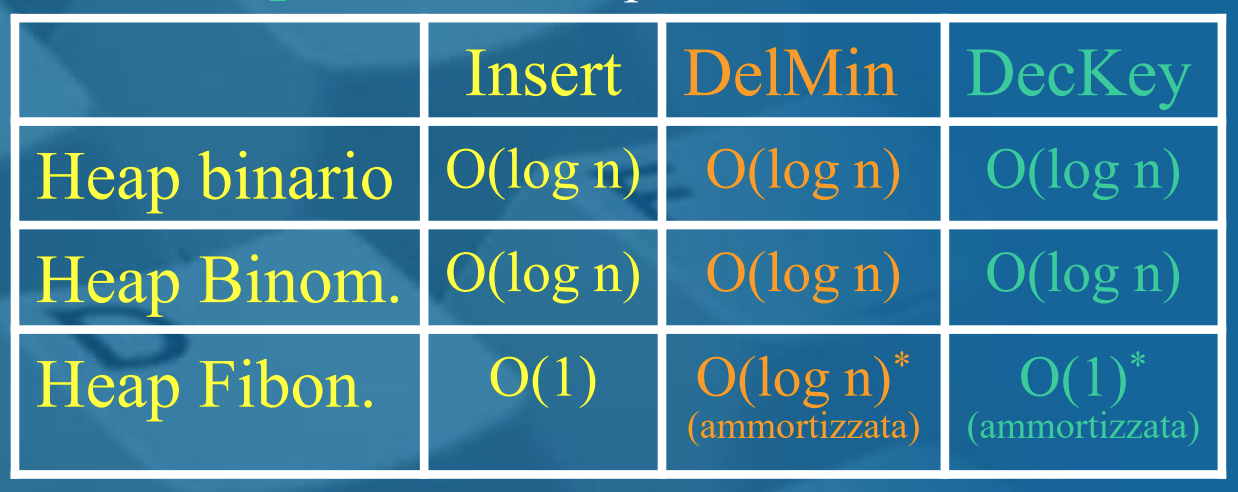 Insert DelMin DecKey
Heap binario O(log n) O(log n) O(log n)
Heap Binom. O(log n) O(log n) O(log n)
Heap Fibon. O(1) O(log n)* O(1)*
(ammortizzata) (ammortizzata)